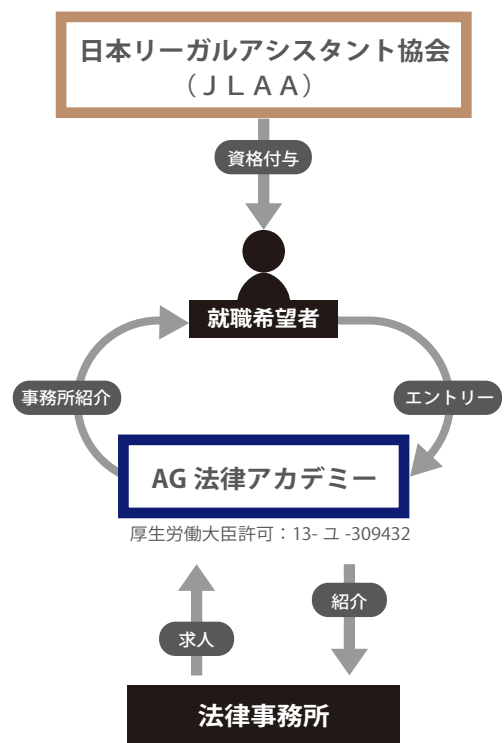 日本リーガルアシスタント協会
（ＪＬＡＡ）
資格付与
就職希望者
事務所紹介
エントリー
AG 法律アカデミー
厚生労働大臣許可：13- ユ -309432
紹介
求人
法律事務所